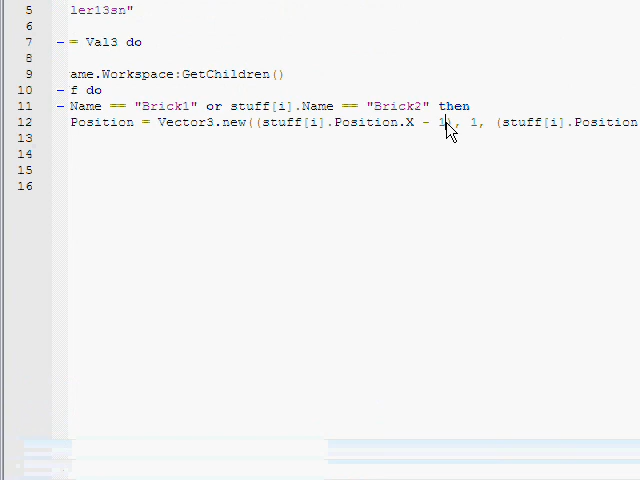 5 ler13sn"
6
7 = Val3 do
8
9 ame.Workspace:GetChildren()
10 f do
11 Name == "Brick1" or stuff[i].Name == "Brick2" then
12 Position = Vector3.new((stuff[i].Position.X - 1), 1, (stuff[i].Position
13
14
15
16